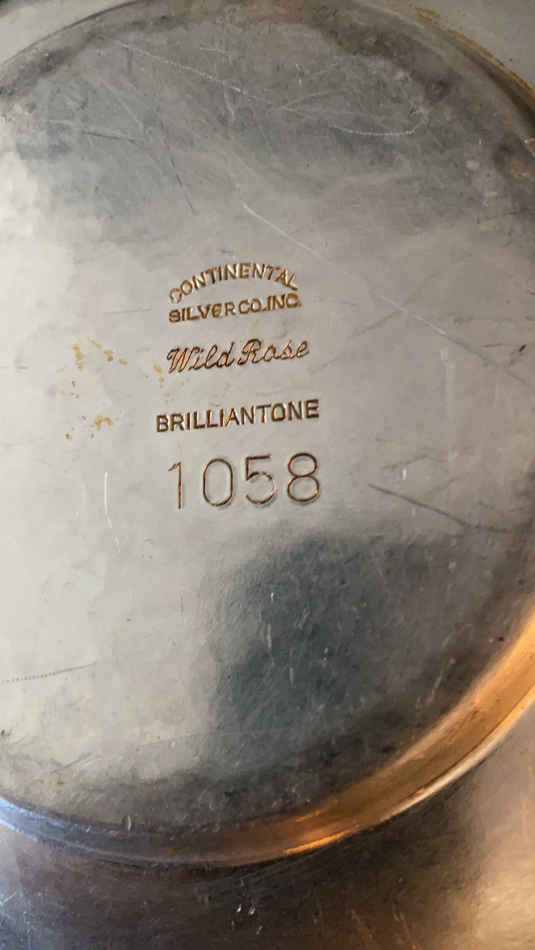 CONTINENTAL
SILVER CO. INC.
Wild Rose
BRILLIANTONE
1058